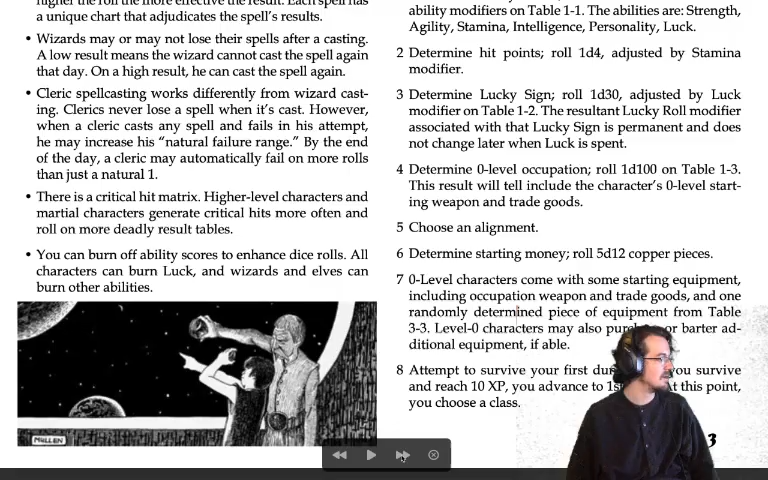 higher the roll the more effective the result. Each spell has
a unique chart that adjudicates the spell's results.
• Wizards may or may not lose their spells after a casting.
A low result means the wizard cannot cast the spell again
that day. On a high result, he can cast the spell again.
• Cleric spellcasting works differently from wizard cast-
ing. Clerics never lose a spell when it's cast. However,
when a cleric casts any spell and fails in his attempt,
he may increase his “natural failure range.” By the end
of the day, a cleric may automatically fail on more rolls
than just a natural 1.
• There is a critical hit matrix. Higher-level characters and
martial characters generate critical hits more often and
roll on more deadly result tables.
• You can burn off ability scores to enhance dice rolls. All
characters can burn Luck, and wizards and elves can
burn other abilities.
MULLEN
ability modifiers on Table 1-1. The abilities are: Strength,
Agility, Stamina, Intelligence, Personality, Luck.
2 Determine hit points; roll 1d4, adjusted by Stamina
modifier.
3 Determine Lucky Sign; roll 1d30, adjusted by Luck
modifier on Table 1-2. The resultant Lucky Roll modifier
associated with that Lucky Sign is permanent and does
not change later when Luck is spent.
4 Determine 0-level occupation; roll 1d100 on Table 1-3.
This result will tell include the character's 0-level start-
ing weapon and trade goods.
5 Choose an alignment.
6 Determine starting money; roll 5d12 copper pieces.
7 0-Level characters come with some starting equipment,
including occupation weapon and trade goods, and one
randomly determined piece of equipment from Table
3-3. Level-0 characters may also or barter ad-
ditional equipment, if able.
8 Attempt to survive your first you survive
and reach 10 XP, you advance to At this point,
you choose a class.
3